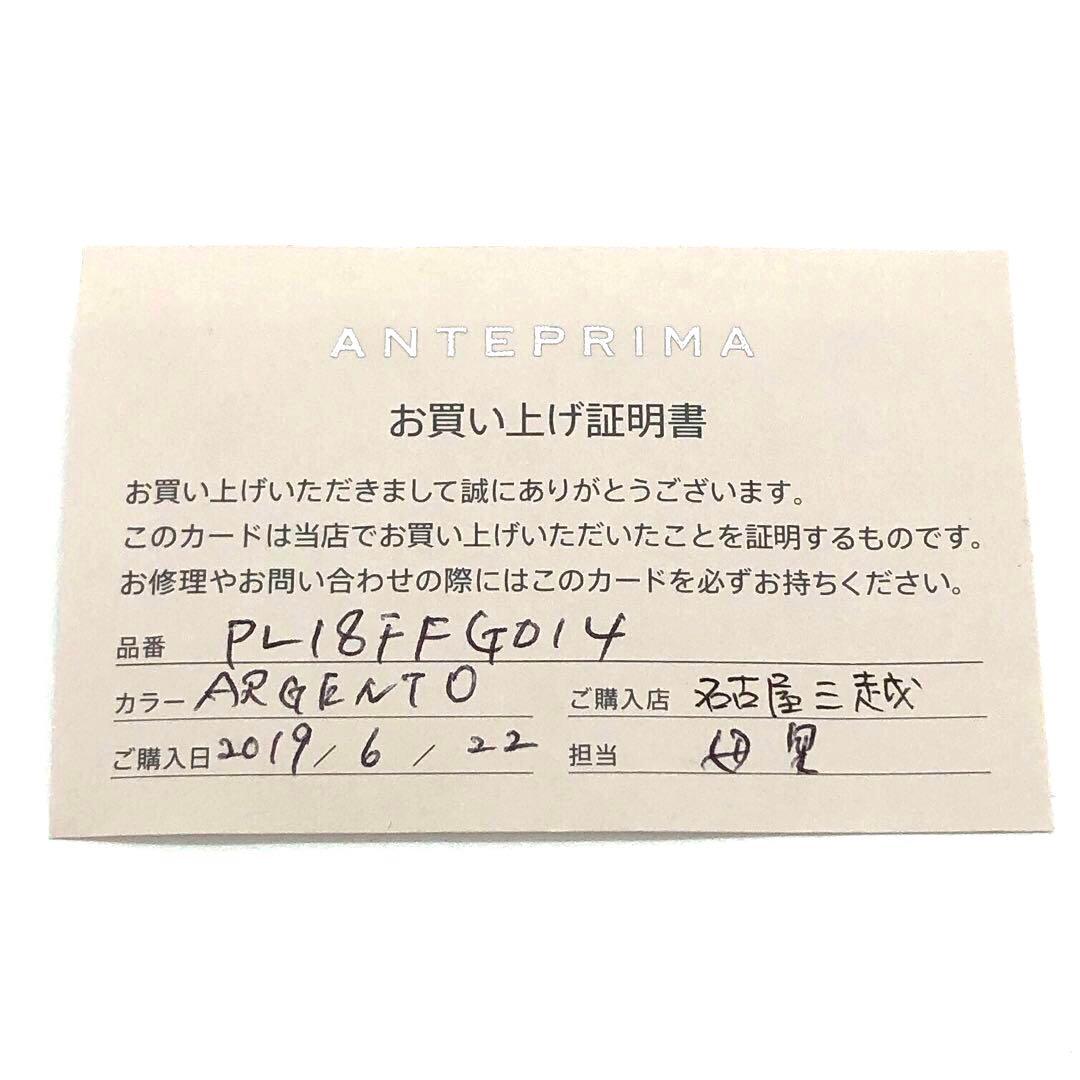 ANTEPRIMA
お買い上げ証明書
お買い上げいただきまして誠にありがとうございます。
このカードは当店でお買い上げいただいたことを証明するものです。
お修理やお問い合わせの際にはこのカードを必ずお持ちください。
品番 PL18FFG014
カラー ARGENTO ご購入店 名古屋三越
ご購入日 2019/6/22 担当